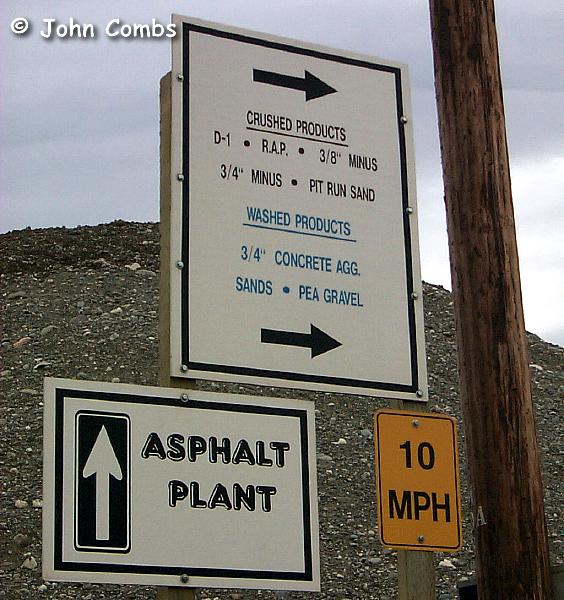 © John Combs
CRUSHED PRODUCTS
D-1 • R.A.P. • 3/8" MINUS
3/4" MINUS • PIT RUN SAND
WASHED PRODUCTS
3/4" CONCRETE AGG.
SANDS • PEA GRAVEL
ASPHALT
PLANT
10
MPH